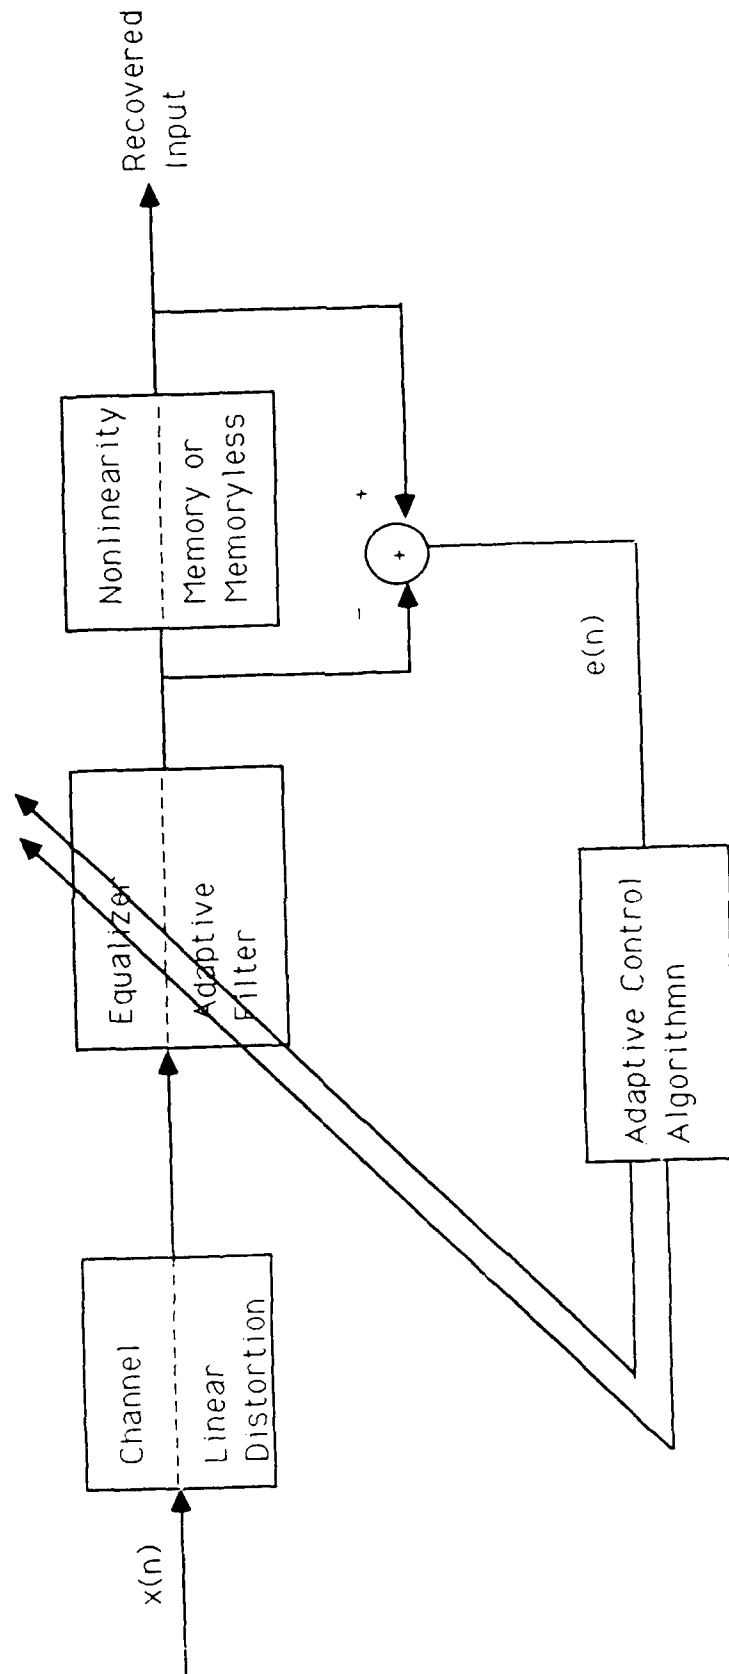 x(n)
Channel
Linear
Distortion
Equalizer
Adaptive
Filter
Nonlinearity
Memory or
Memoryless
Recovered
Input
-
+
+
e(n)
Adaptive Control
Algorithmn